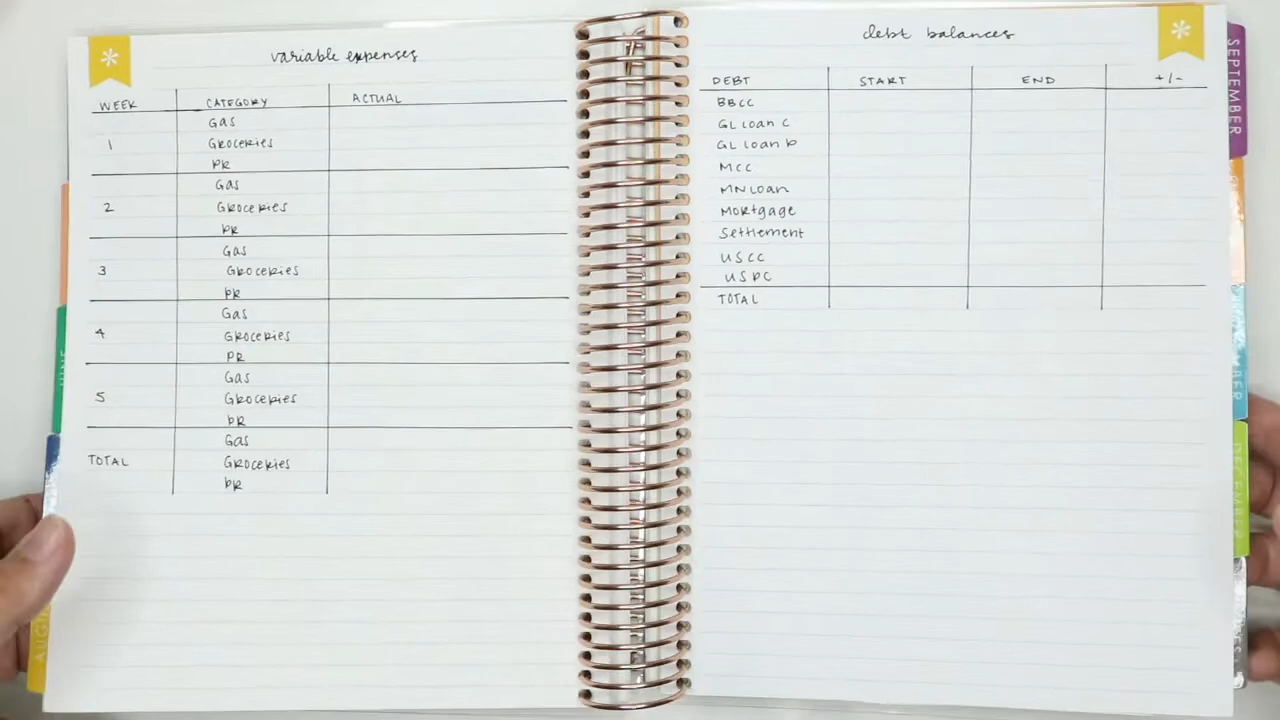 variable expenses
WEEK CATEGORY ACTUAL
Gas
1 Groceries
PR
Gas
2 Groceries
PR
Gas
3 Groceries
PR
Gas
4 Groceries
PR
Gas
5 Groceries
PR
Gas
TOTAL Groceries
PR
debt balances
DEBT START END +/-
BBCC
GL Loan C
GL Loan P
MCC
MN Loan
Mortgage
Settlement
USCC
USPC
TOTAL
SEPTEMBER
DECEMBER